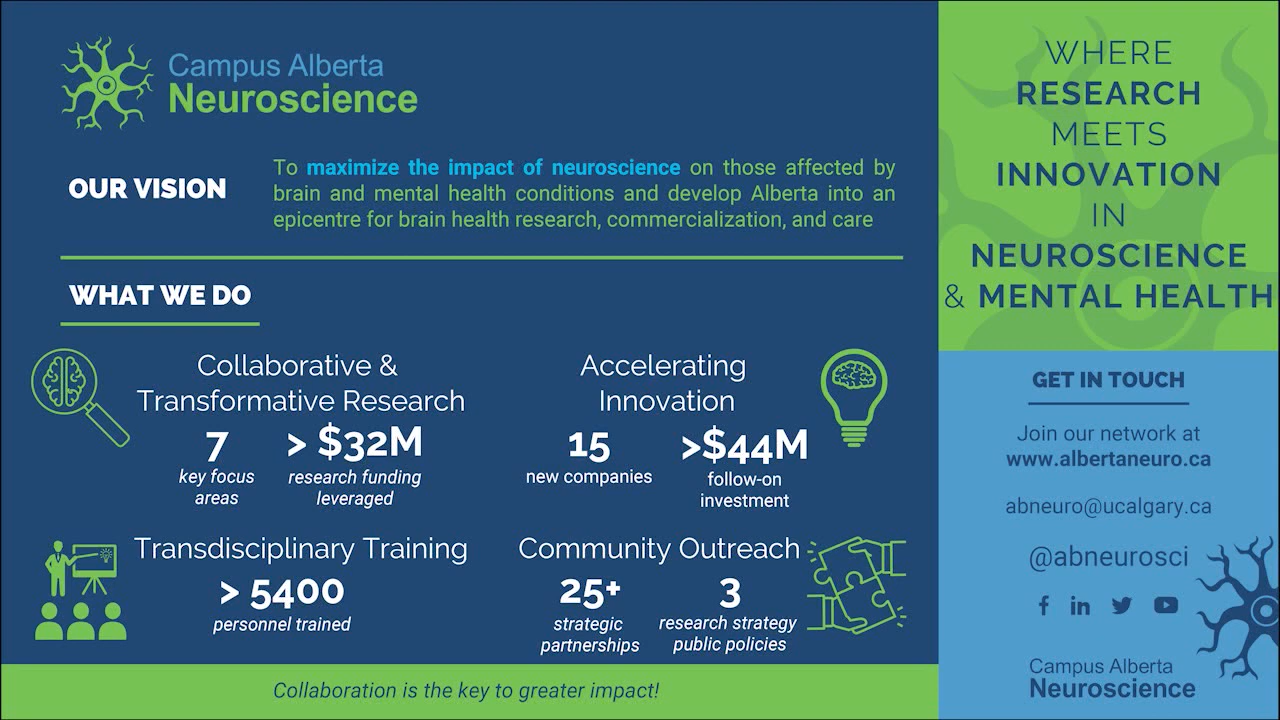 Campus Alberta
Neuroscience
OUR VISION
To maximize the impact of neuroscience on those affected by
brain and mental health conditions and develop Alberta into an
epicentre for brain health research, commercialization, and care
WHAT WE DO
Collaborative &
Transformative Research
7
key focus
areas
> $32M
research funding
leveraged
Accelerating
Innovation
15
new companies
>$44M
follow-on
investment
Transdisciplinary Training
> 5400
personnel trained
Community Outreach
25+
strategic
partnerships
3
research strategy
public policies
Collaboration is the key to greater impact!
WHERE
RESEARCH
MEETS
INNOVATION
IN
NEUROSCIENCE
& MENTAL HEALTH
GET IN TOUCH
Join our network at
www.albertaneuro.ca
abneuro@ucalgary.ca
@abneurosci
Campus Alberta
Neuroscience